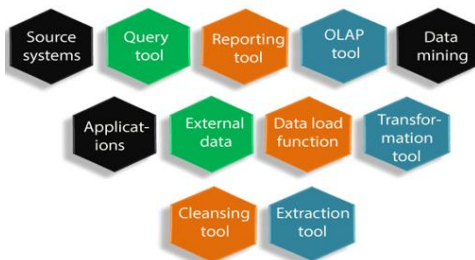 Source
systems
Query
tool
Reporting
tool
OLAP
tool
Data
mining
Applicat-
ions
External
data
Data load
function
Transfor-
mation
tool
Cleansing
tool
Extraction
tool